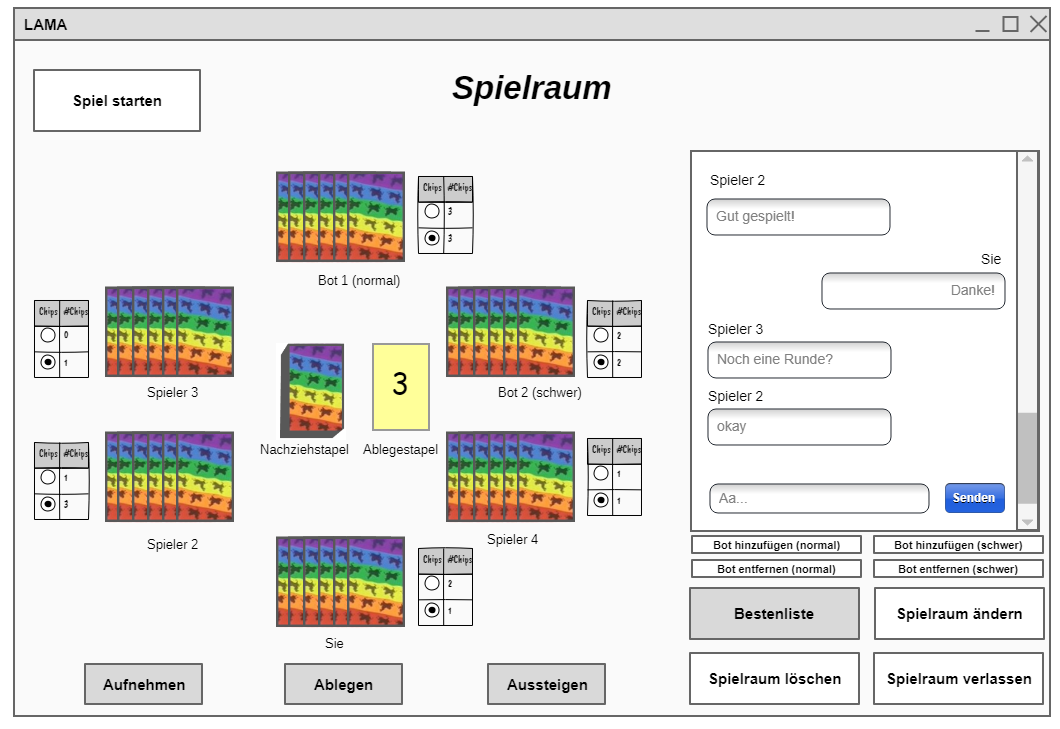 LAMA
Spielraum
Spiel starten
Chips #Chips
3
3
Bot 1 (normal)
Chips #Chips
0
1
Spieler 3
Chips #Chips
2
2
Bot 2 (schwer)
3
Nachziehstapel
Ablegestapel
Chips #Chips
1
3
Spieler 2
Chips #Chips
1
1
Spieler 4
Chips #Chips
2
1
Sie
Aufnehmen
Ablegen
Aussteigen
Spieler 2
Gut gespielt!
Sie
Danke!
Spieler 3
Noch eine Runde?
Spieler 2
okay
Aa...
Senden
Bot hinzufügen (normal)
Bot hinzufügen (schwer)
Bot entfernen (normal)
Bot entfernen (schwer)
Bestenliste
Spielraum ändern
Spielraum löschen
Spielraum verlassen